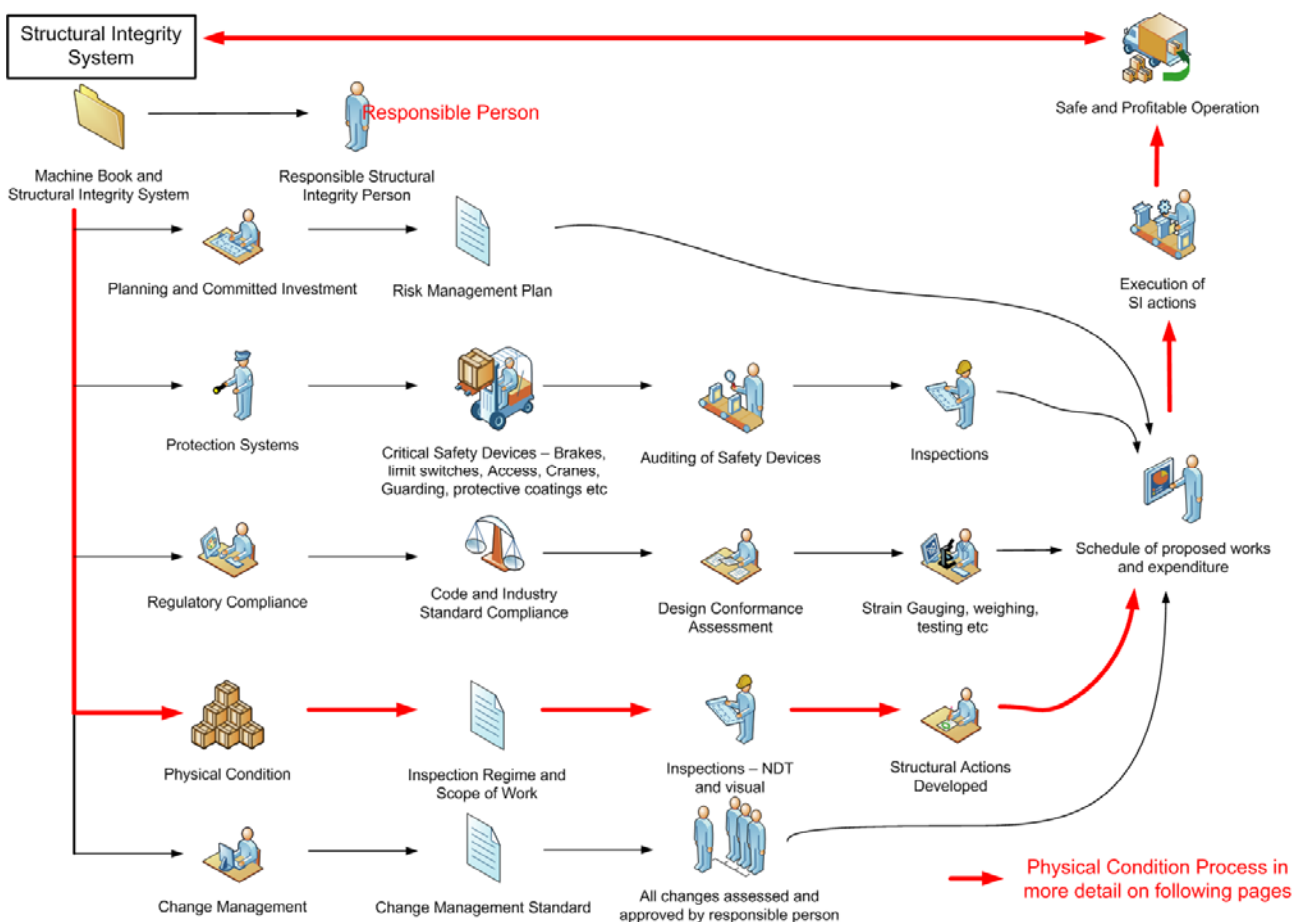 Structural Integrity
System
Safe and Profitable Operation
Responsible Person
Machine Book and
Structural Integrity System
Responsible Structural
Integrity Person
Execution of
SI actions
Planning and Committed Investment
Risk Management Plan
Protection Systems
Critical Safety Devices – Brakes,
limit switches, Access, Cranes,
Guarding, protective coatings etc
Auditing of Safety Devices
Inspections
Schedule of proposed works
and expenditure
Regulatory Compliance
Code and Industry
Standard Compliance
Design Conformance
Assessment
Strain Gauging, weighing,
testing etc
Physical Condition
Inspection Regime and
Scope of Work
Inspections – NDT
and visual
Structural Actions
Developed
Change Management
Change Management Standard
All changes assessed and
approved by responsible person
Physical Condition Process in
more detail on following pages